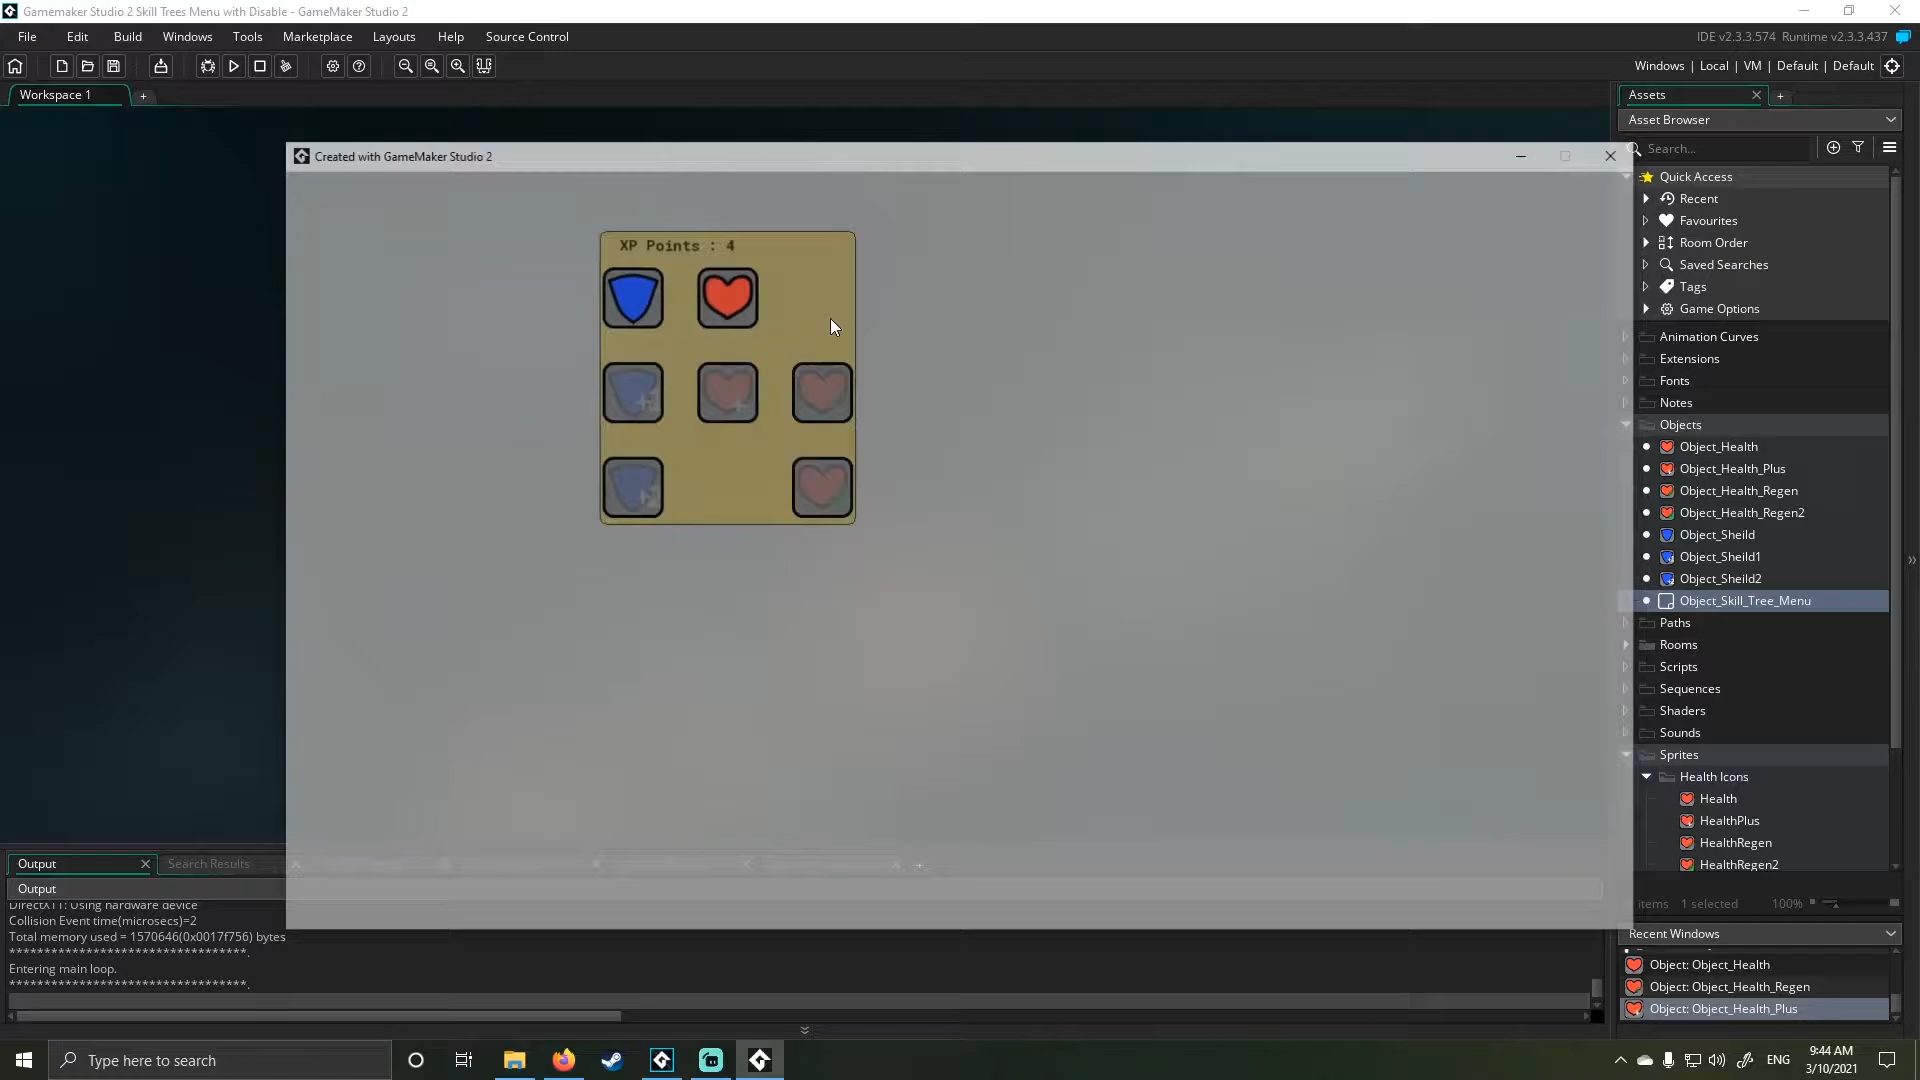 Gamemaker Studio 2 Skill Trees Menu with Disable - GameMaker Studio 2
File Edit Build Windows Tools Marketplace Layouts Help Source Control
IDE v2.3.3.574 Runtime v2.3.3.437
Windows | Local | VM | Default | Default
Workspace 1
Assets
Asset Browser
Search...
Created with GameMaker Studio 2
XP Points : 4
Quick Access
Recent
Favourites
Room Order
Saved Searches
Tags
Game Options
Animation Curves
Extensions
Fonts
Notes
Objects
Object_Health
Object_Health_Plus
Object_Health_Regen
Object_Health_Regen2
Object_Sheild
Object_Sheild1
Object_Sheild2
Object_Skill_Tree_Menu
Paths
Rooms
Scripts
Sequences
Shaders
Sounds
Sprites
Health Icons
Health
HealthPlus
HealthRegen
HealthRegen2
items 1 selected 100%
Recent Windows
Object: Object_Health
Object: Object_Health_Regen
Object: Object_Health_Plus
Output Search Results
Output
DirectX11: Using hardware device
Collision Event time(microsecs)=2
Total memory used = 1570646(0x0017f756) bytes
**********************************.
Entering main loop.
**********************************.
Type here to search
ENG
9:44 AM
3/10/2021